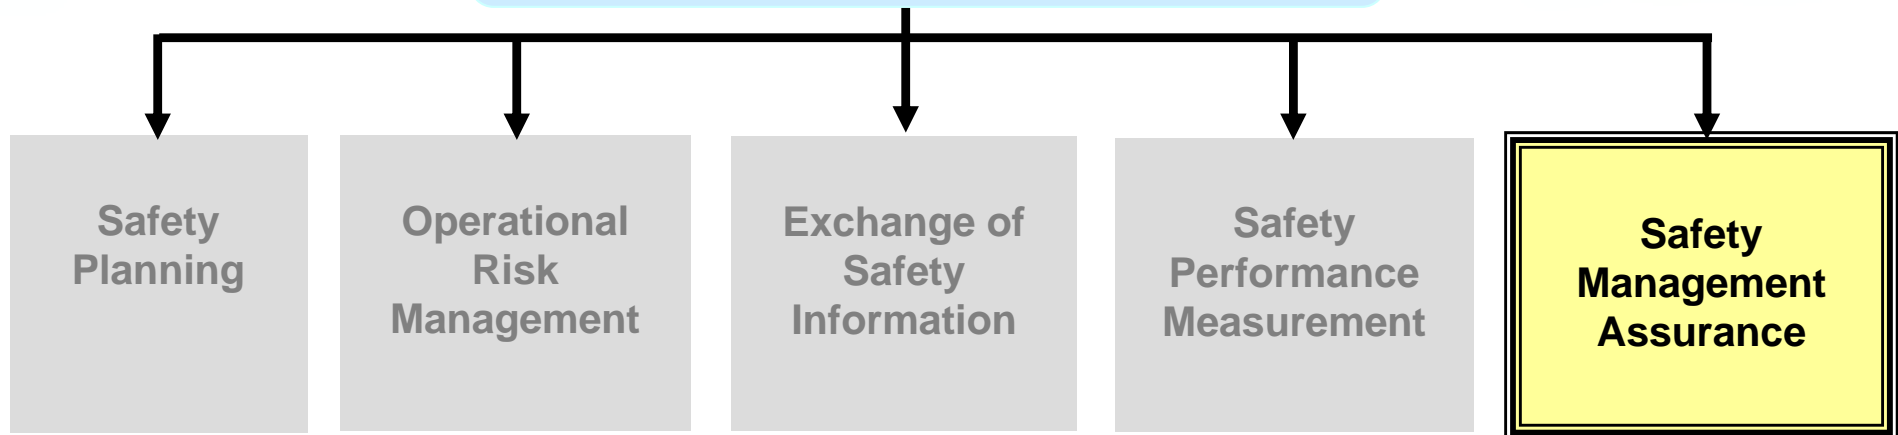 Safety
Planning
Operational
Risk
Management
Exchange of
Safety
Information
Safety
Performance
Measurement
Safety
Management
Assurance